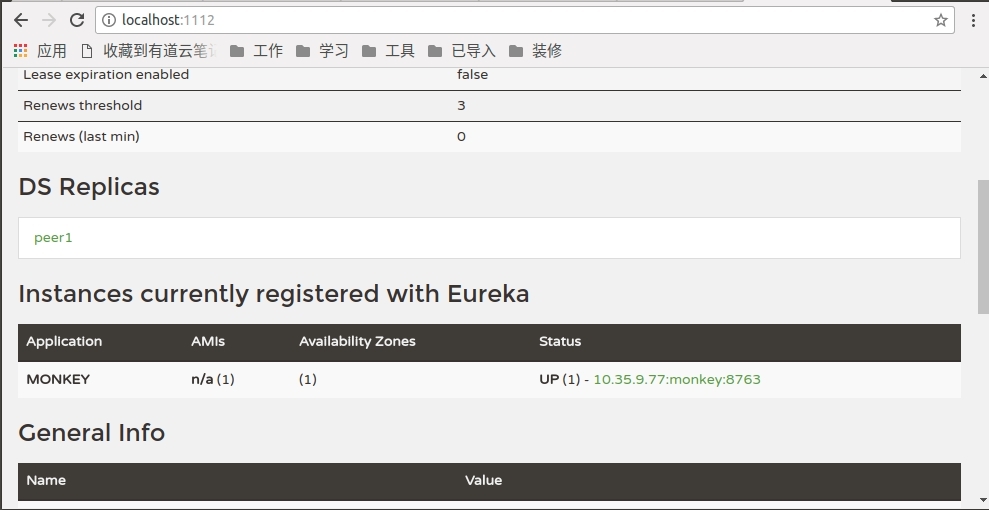 localhost:1112
应用 收藏到有道云笔 工作 学习 工具 已导入 装修
Lease expiration enabled false
Renews threshold 3
Renews (last min) 0
DS Replicas
peer1
Instances currently registered with Eureka
Application AMIs Availability Zones Status
MONKEY n/a (1) (1) UP (1) - 10.35.9.77:monkey:8763
General Info
Name Value